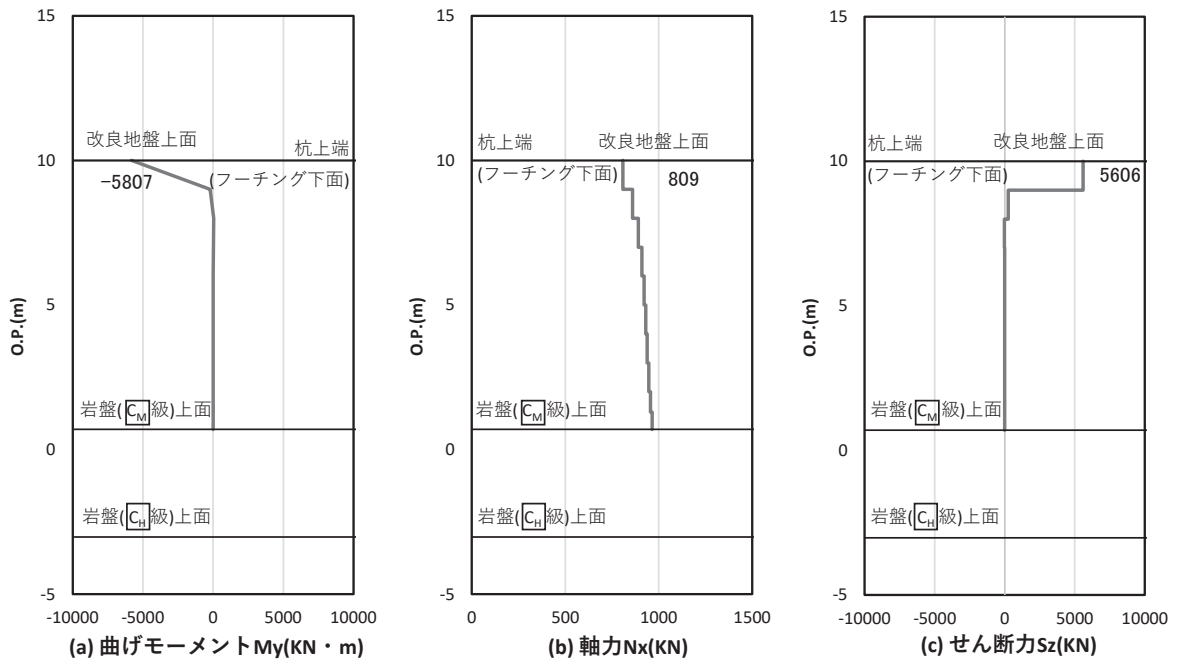 15
改良地盤上面
杭上端
10
-5807
(フーチング下面)
5
O.P.(m)
岩盤(CM級)上面
0
岩盤(CH級)上面
-5
-10000 -5000 0 5000 10000
(a) 曲げモーメントMy(KN・m)
15
杭上端 改良地盤上面
10
(フーチング下面)
809
5
O.P.(m)
岩盤(CM級)上面
0
岩盤(CH級)上面
-5
0 500 1000 1500
(b) 軸力Nx(KN)
15
杭上端 改良地盤上面
10
(フーチング下面)
5606
5
O.P.(m)
岩盤(CM級)上面
0
岩盤(CH級)上面
-5
-10000 -5000 0 5000 10000
(c) せん断力Sz(KN)